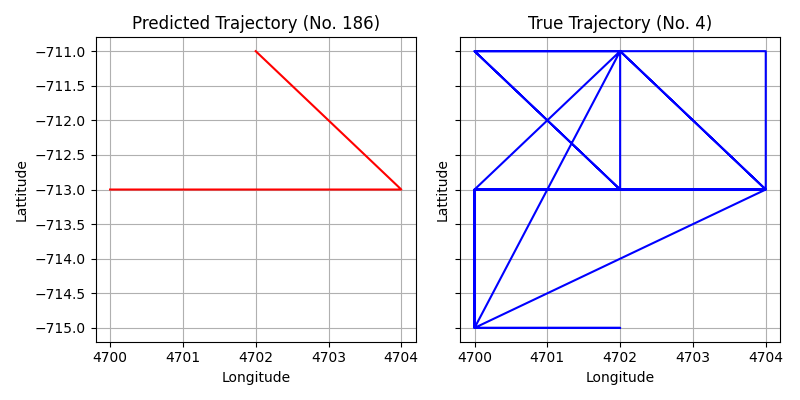 Predicted Trajectory (No. 186)
True Trajectory (No. 4)
−711.0
−711.5
−712.0
−712.5
−713.0
−713.5
−714.0
−714.5
−715.0
Lattitude
Lattitude
4700 4701 4702 4703 4704
4700 4701 4702 4703 4704
Longitude
Longitude